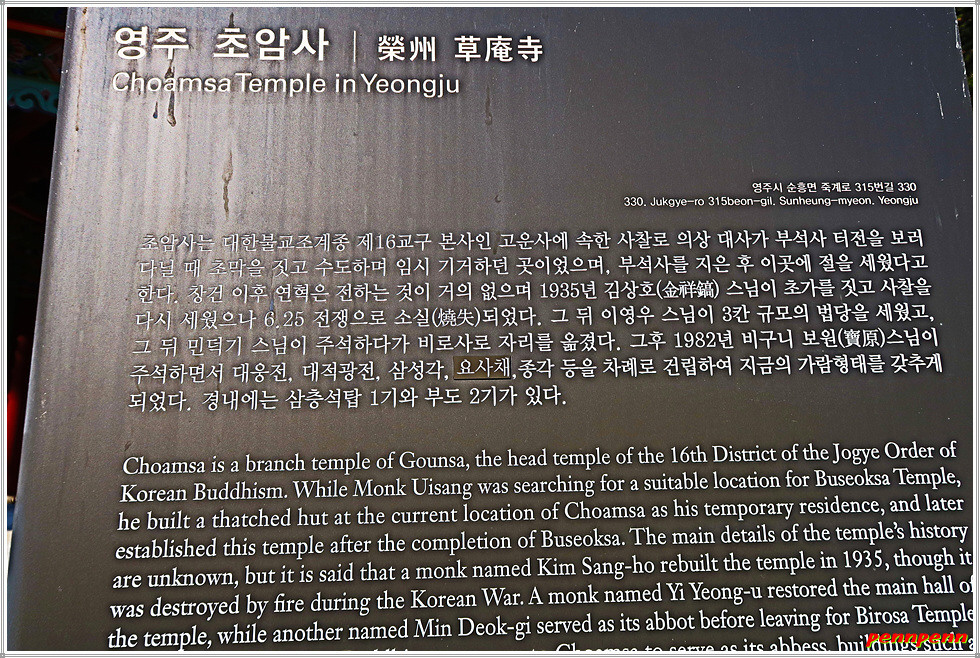 영주 초암사 | 榮州 草庵寺
Choamsa Temple in Yeongju
영주시 순흥면 죽계로 315번길 330
330, Jukgye-ro 315beon-gil, Sunheung-myeon, Yeongju
초암사는 대한불교조계종 제16교구 본사인 고운사에 속한 사찰로 의상 대사가 부석사 터전을 보러
다닐 때 초막을 짓고 수도하며 임시 기거하던 곳이었으며, 부석사를 지은 후 이곳에 절을 세웠다고
한다. 창건 이후 연혁은 전하는 것이 거의 없으며 1935년 김상호(金祥鎬) 스님이 초가를 짓고 사찰을
다시 세웠으나 6.25 전쟁으로 소실(燒失)되었다. 그 뒤 이영우 스님이 3칸 규모의 법당을 세웠고,
그 뒤 민덕기 스님이 주석하다가 비로사로 자리를 옮겼다. 그후 1982년 비구니 보원(寶原)스님이
주석하면서 대웅전, 대적광전, 삼성각, 요사채,종각 등을 차례로 건립하여 지금의 가람형태를 갖추게
되었다. 경내에는 삼층석탑 1기와 부도 2기가 있다.
Choamsa is a branch temple of Gounsa, the head temple of the 16th District of the Jogye Order of
Korean Buddhism. While Monk Uisang was searching for a suitable location for Buseoksa Temple,
he built a thatched hut at the current location of Choamsa as his temporary residence, and later
established this temple after the completion of Buseoksa. The main details of the temple's history
are unknown, but it is said that a monk named Kim Sang-ho rebuilt the temple in 1935, though it
was destroyed by fire during the Korean War. A monk named Yi Yeong-u restored the main hall of
the temple, while another named Min Deok-gi served as its abbot before leaving for Birosa Temple
Choamsa to serve as its abbess, buildings such
pennpenn